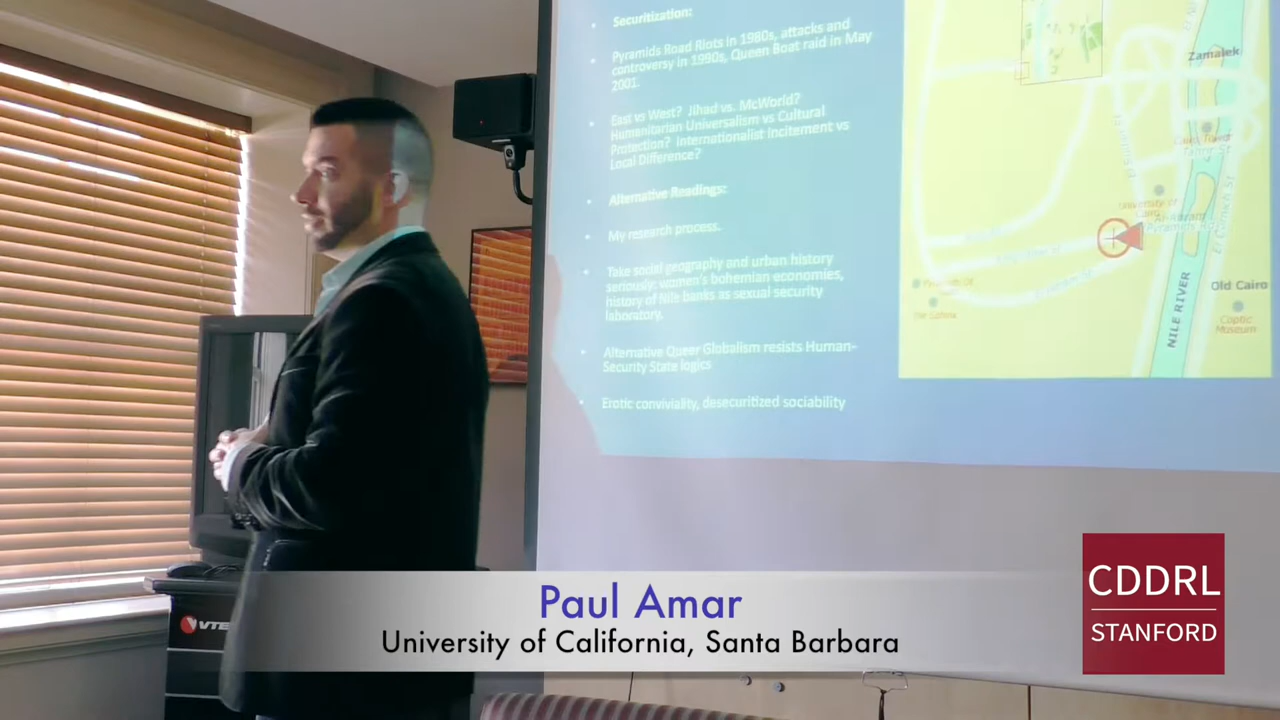 Securitization:
Pyramids Road Riots in 1980s, attacks and
controversy in 1990s, Queen Boat raid in May
2001.
East vs West? Jihad vs. McWorld?
Humanitarian Universalism vs Cultural
Protection? Internationalist Incitement vs
Local Difference?
Alternative Readings:
My research process.
Take social geography and urban history
seriously: women's bohemian economies,
history of Nile banks as sexual security
laboratory.
Alternative Queer Globalism resists Human-
Security State logics
Erotic conviviality, desecuritized sociability
Zamalek
University of
NILE RIVER
Old Cairo
Coptic
Museum
VTE
Paul Amar
University of California, Santa Barbara
CDDRL
STANFORD